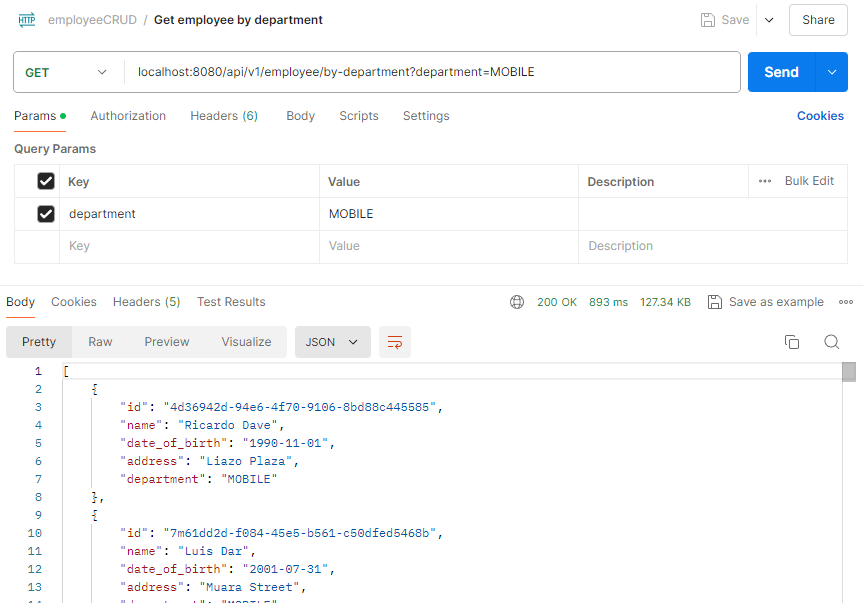 HTTP employeeCRUD / Get employee by department Save Share
GET localhost:8080/api/v1/employee/by-department?department=MOBILE Send
Params Authorization Headers (6) Body Scripts Settings Cookies
Query Params
Key Value Description Bulk Edit
department MOBILE
Key Value Description
Body Cookies Headers (5) Test Results 200 OK 893 ms 127.34 KB Save as example
Pretty Raw Preview Visualize JSON
1 [
2 {
3 "id": "4d36942d-94e6-4f70-9106-8bd88c445585",
4 "name": "Ricardo Dave",
5 "date_of_birth": "1990-11-01",
6 "address": "Liazo Plaza",
7 "department": "MOBILE"
8 },
9 {
10 "id": "7m61dd2d-f084-45e5-b561-c50dfed5468b",
11 "name": "Luis Dar",
12 "date_of_birth": "2001-07-31",
13 "address": "Muara Street",
14 "department": "MOBILE"